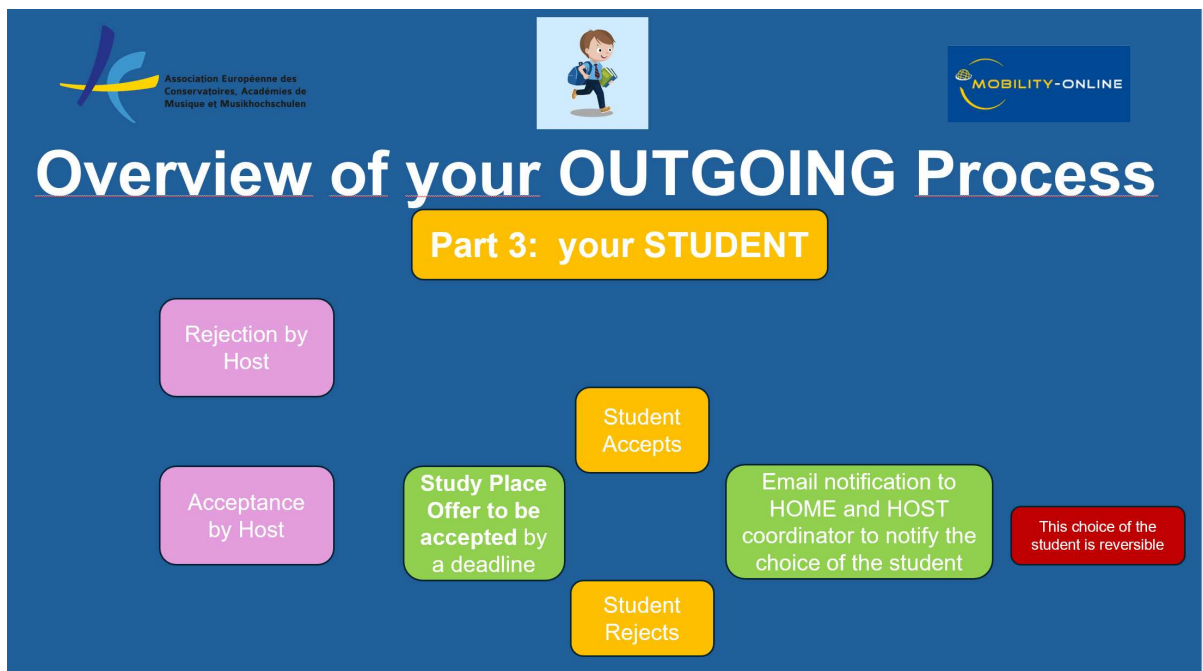 Association Européenne des
Conservatoires, Académies de
Musique et Musikhochschulen
MOBILITY-ONLINE
Overview of your OUTGOING Process
Part 3: your STUDENT
Rejection by
Host
Acceptance
by Host
Study Place
Offer to be
accepted by
a deadline
Student
Accepts
Student
Rejects
Email notification to
HOME and HOST
coordinator to notify the
choice of the student
This choice of the
student is reversible